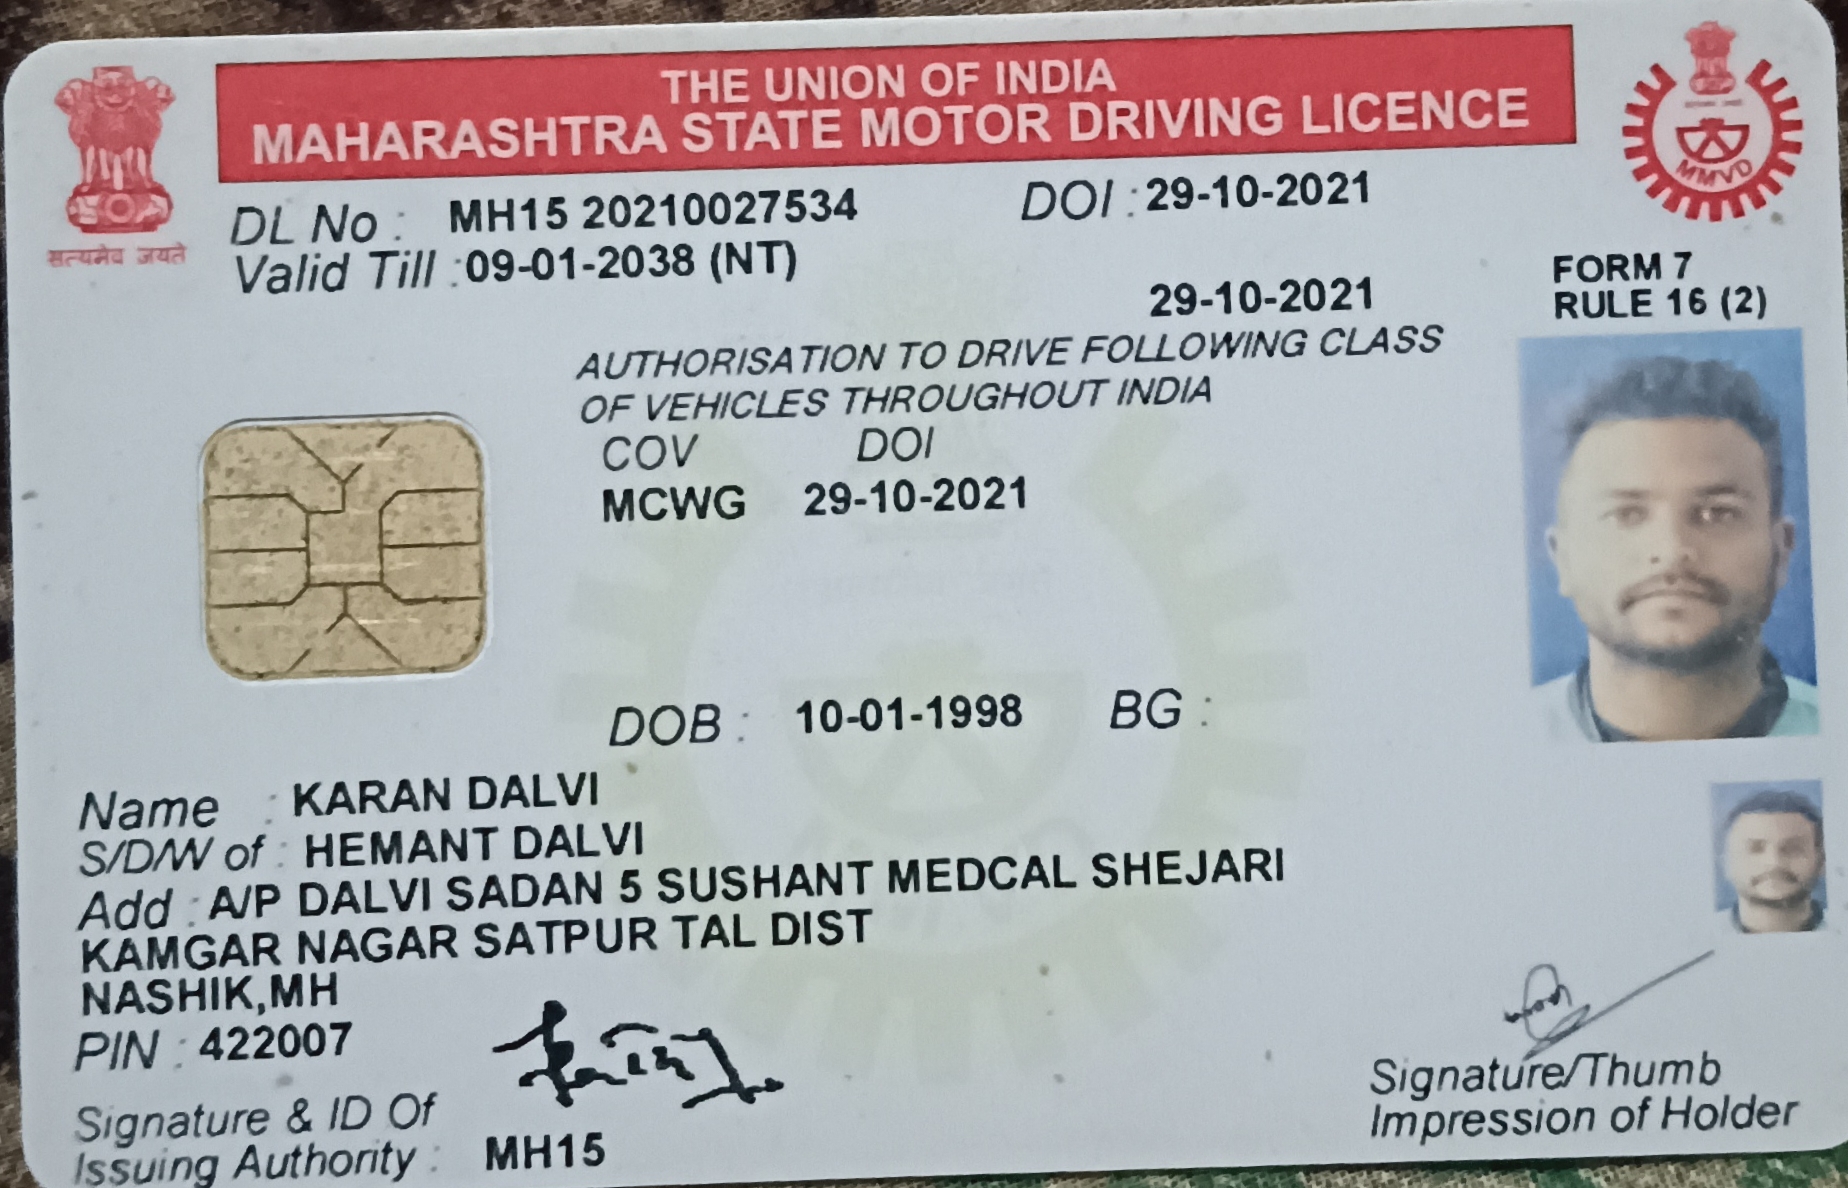 THE UNION OF INDIA
MAHARASHTRA STATE MOTOR DRIVING LICENCE
सत्यमेव जयते
MMVD
DL No : MH15 20210027534 DOI : 29-10-2021
Valid Till : 09-01-2038 (NT)
29-10-2021
FORM 7
RULE 16 (2)
AUTHORISATION TO DRIVE FOLLOWING CLASS
OF VEHICLES THROUGHOUT INDIA
COV DOI
MCWG 29-10-2021
DOB : 10-01-1998 BG :
Name : KARAN DALVI
S/D/W of : HEMANT DALVI
Add : A/P DALVI SADAN 5 SUSHANT MEDCAL SHEJARI
KAMGAR NAGAR SATPUR TAL DIST
NASHIK,MH
PIN : 422007
Signature & ID Of
Issuing Authority : MH15
Signature/Thumb
Impression of Holder